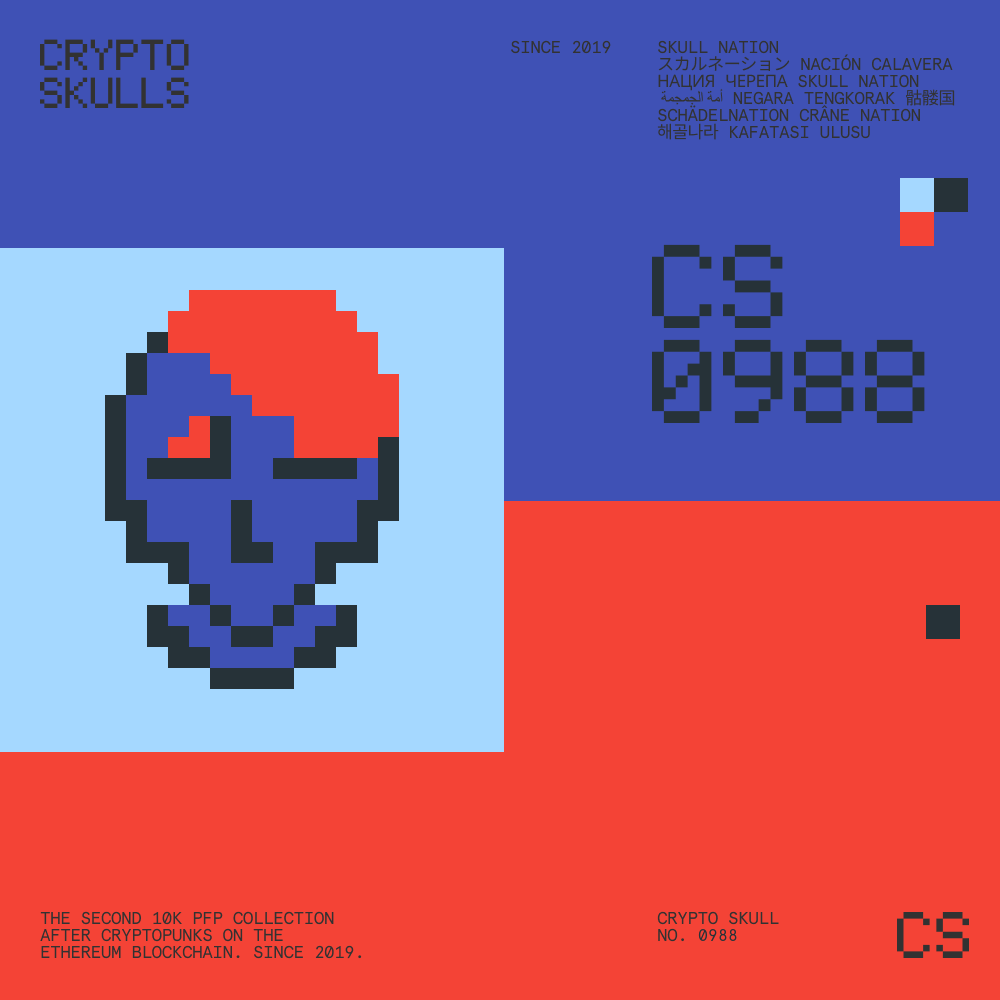 CRYPTO
SKULLS
SINCE 2019
SKULL NATION
スカルネーション NACIÓN CALAVERA
НАЦИЯ ЧЕРЕПА SKULL NATION
أمة الجمجمة NEGARA TENGKORAK 骷髅国
SCHÄDELNATION CRÂNE NATION
해골나라 KAFATASI ULUSU
CS
0988
THE SECOND 10K PFP COLLECTION
AFTER CRYPTOPUNKS ON THE
ETHEREUM BLOCKCHAIN. SINCE 2019.
CRYPTO SKULL
NO. 0988
CS